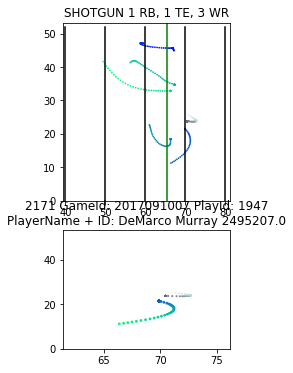 SHOTGUN 1 RB, 1 TE, 3 WR
50
40
30
20
10
0
40 50 60 70 80
2171 GameId: 2017091007 PlayId: 1947
PlayerName + ID: DeMarco Murray 2495207.0
40
20
0
65 70 75